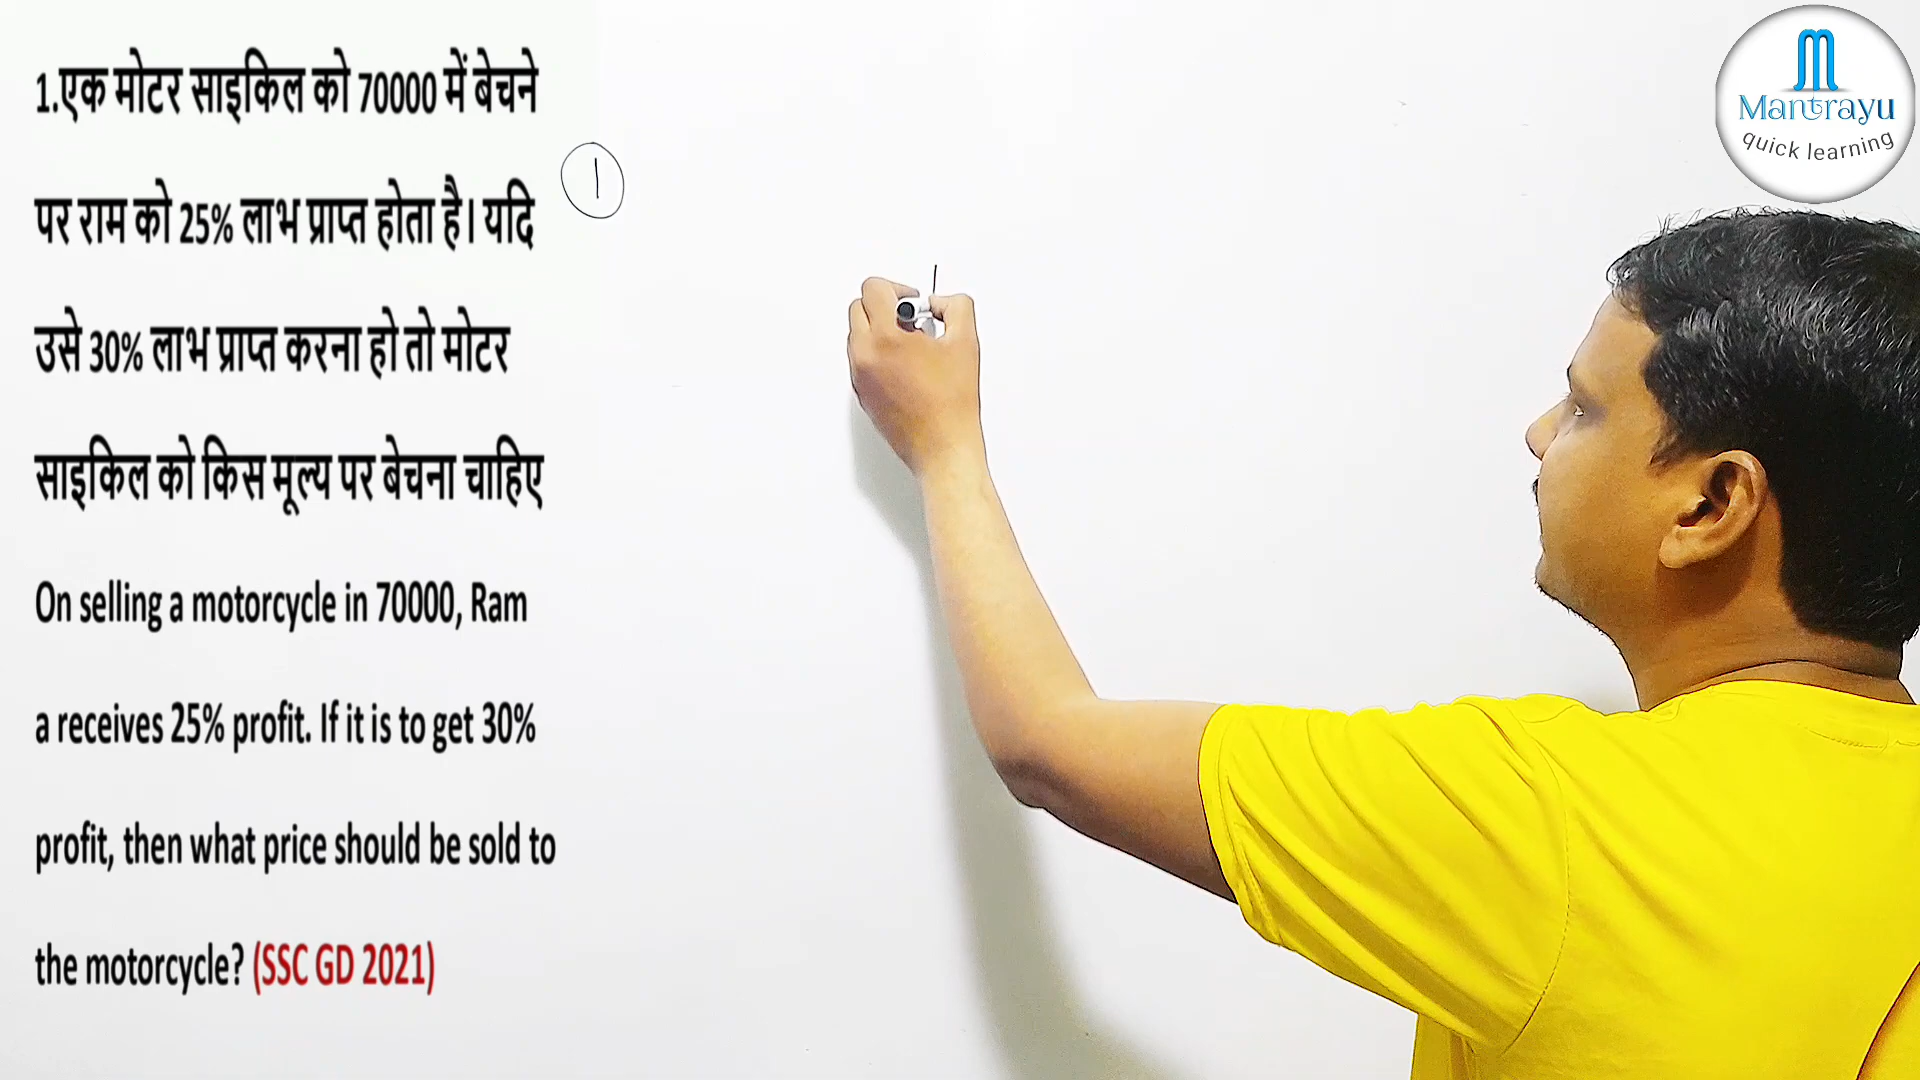 1.एक मोटर साइकिल को 70000 में बेचने
पर राम को 25% लाभ प्राप्त होता है। यदि
उसे 30% लाभ प्राप्त करना हो तो मोटर
साइकिल को किस मूल्य पर बेचना चाहिए
On selling a motorcycle in 70000, Ram
a receives 25% profit. If it is to get 30%
profit, then what price should be sold to
the motorcycle? (SSC GD 2021)
1
Mantrayu
quick learning